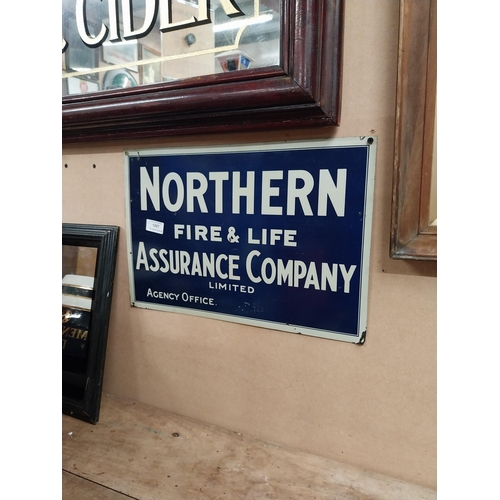 & CIDER
NORTHERN
FIRE & LIFE
ASSURANCE COMPANY
LIMITED
AGENCY OFFICE.